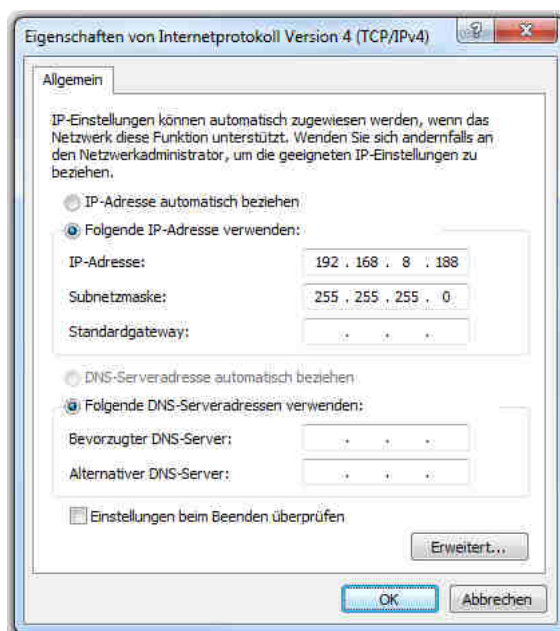 Eigenschaften von Internetprotokoll Version 4 (TCP/IPv4)
Allgemein
IP-Einstellungen können automatisch zugewiesen werden, wenn das
Netzwerk diese Funktion unterstützt. Wenden Sie sich andernfalls an
den Netzwerkadministrator, um die geeigneten IP-Einstellungen zu
beziehen.
IP-Adresse automatisch beziehen
Folgende IP-Adresse verwenden:
IP-Adresse: 192 . 168 . 8 . 188
Subnetzmaske: 255 . 255 . 255 . 0
Standardgateway: . . .
DNS-Serveradresse automatisch beziehen
Folgende DNS-Serveradressen verwenden:
Bevorzugter DNS-Server: . . .
Alternativer DNS-Server: . . .
Einstellungen beim Beenden überprüfen
Erweitert...
OK Abbrechen